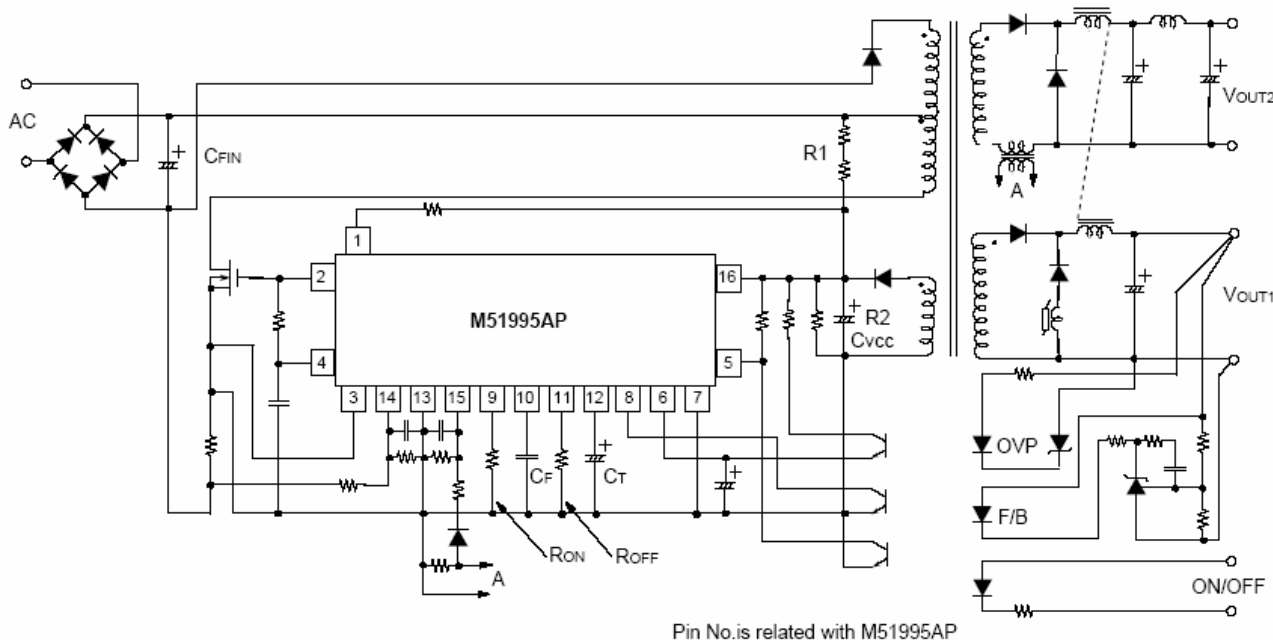 AC
CFIN
R1
A
VOUT2
1
2
16
M51995AP
R2
CVCC
VOUT1
4
5
3
14
13
15
9
10
11
12
8
6
7
CF
CT
OVP
RON
ROFF
F/B
A
ON/OFF
Pin No.is related with M51995AP